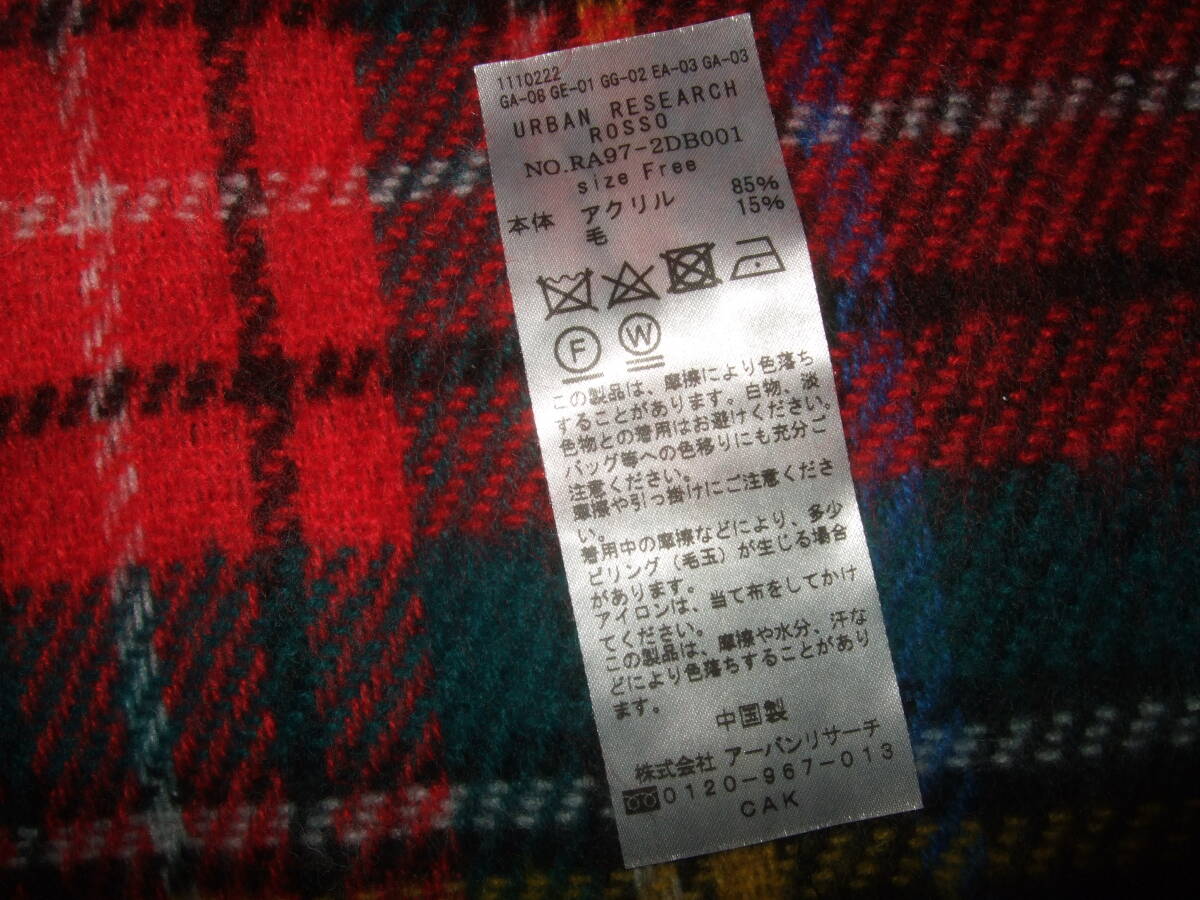 1110222
GA-06 GE-01 GG-02 EA-03 GA-03
URBAN RESEARCH
ROSSO
NO.RA97-2DB001
size Free
本体 アクリル 85%
毛 15%
F W
この製品は、摩擦により色落ち
することがあります。白物、淡
色物との着用はお避けください。
バッグ等への色移りにも充分ご
注意ください。
摩擦や引っ掛けにご注意くださ
い。
着用中の摩擦などにより、多少
ピリング（毛玉）が生じる場合
があります。
アイロンは、当て布をしてかけ
てください。
この製品は、摩擦や水分、汗な
どにより色落ちすることがあり
ます。
中国製
株式会社 アーバンリサーチ
0120-967-013
CAK